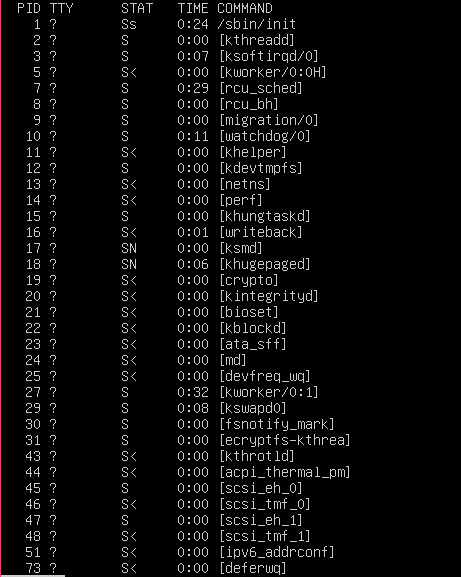 PID TTY STAT TIME COMMAND
1 ? Ss 0:24 /sbin/init
2 ? S 0:00 [kthreadd]
3 ? S 0:07 [ksoftirqd/0]
5 ? S< 0:00 [kworker/0:0H]
7 ? S 0:29 [rcu_sched]
8 ? S 0:00 [rcu_bh]
9 ? S 0:00 [migration/0]
10 ? S 0:11 [watchdog/0]
11 ? S< 0:00 [khelper]
12 ? S 0:00 [kdevtmpfs]
13 ? S< 0:00 [netns]
14 ? S< 0:00 [perf]
15 ? S 0:00 [khungtaskd]
16 ? S< 0:01 [writeback]
17 ? SN 0:00 [ksmd]
18 ? SN 0:06 [khugepaged]
19 ? S< 0:00 [crypto]
20 ? S< 0:00 [kintegrityd]
21 ? S< 0:00 [bioset]
22 ? S< 0:00 [kblockd]
23 ? S< 0:00 [ata_sff]
24 ? S< 0:00 [md]
25 ? S< 0:00 [devfreq_wq]
27 ? S 0:32 [kworker/0:1]
29 ? S 0:08 [kswapd0]
30 ? S 0:00 [fsnotify_mark]
31 ? S 0:00 [ecryptfs-kthrea]
43 ? S< 0:00 [kthrotld]
44 ? S< 0:00 [acpi_thermal_pm]
45 ? S 0:00 [scsi_eh_0]
46 ? S< 0:00 [scsi_tmf_0]
47 ? S 0:00 [scsi_eh_1]
48 ? S< 0:00 [scsi_tmf_1]
51 ? S< 0:00 [ipv6_addrconf]
73 ? S< 0:00 [deferwq]